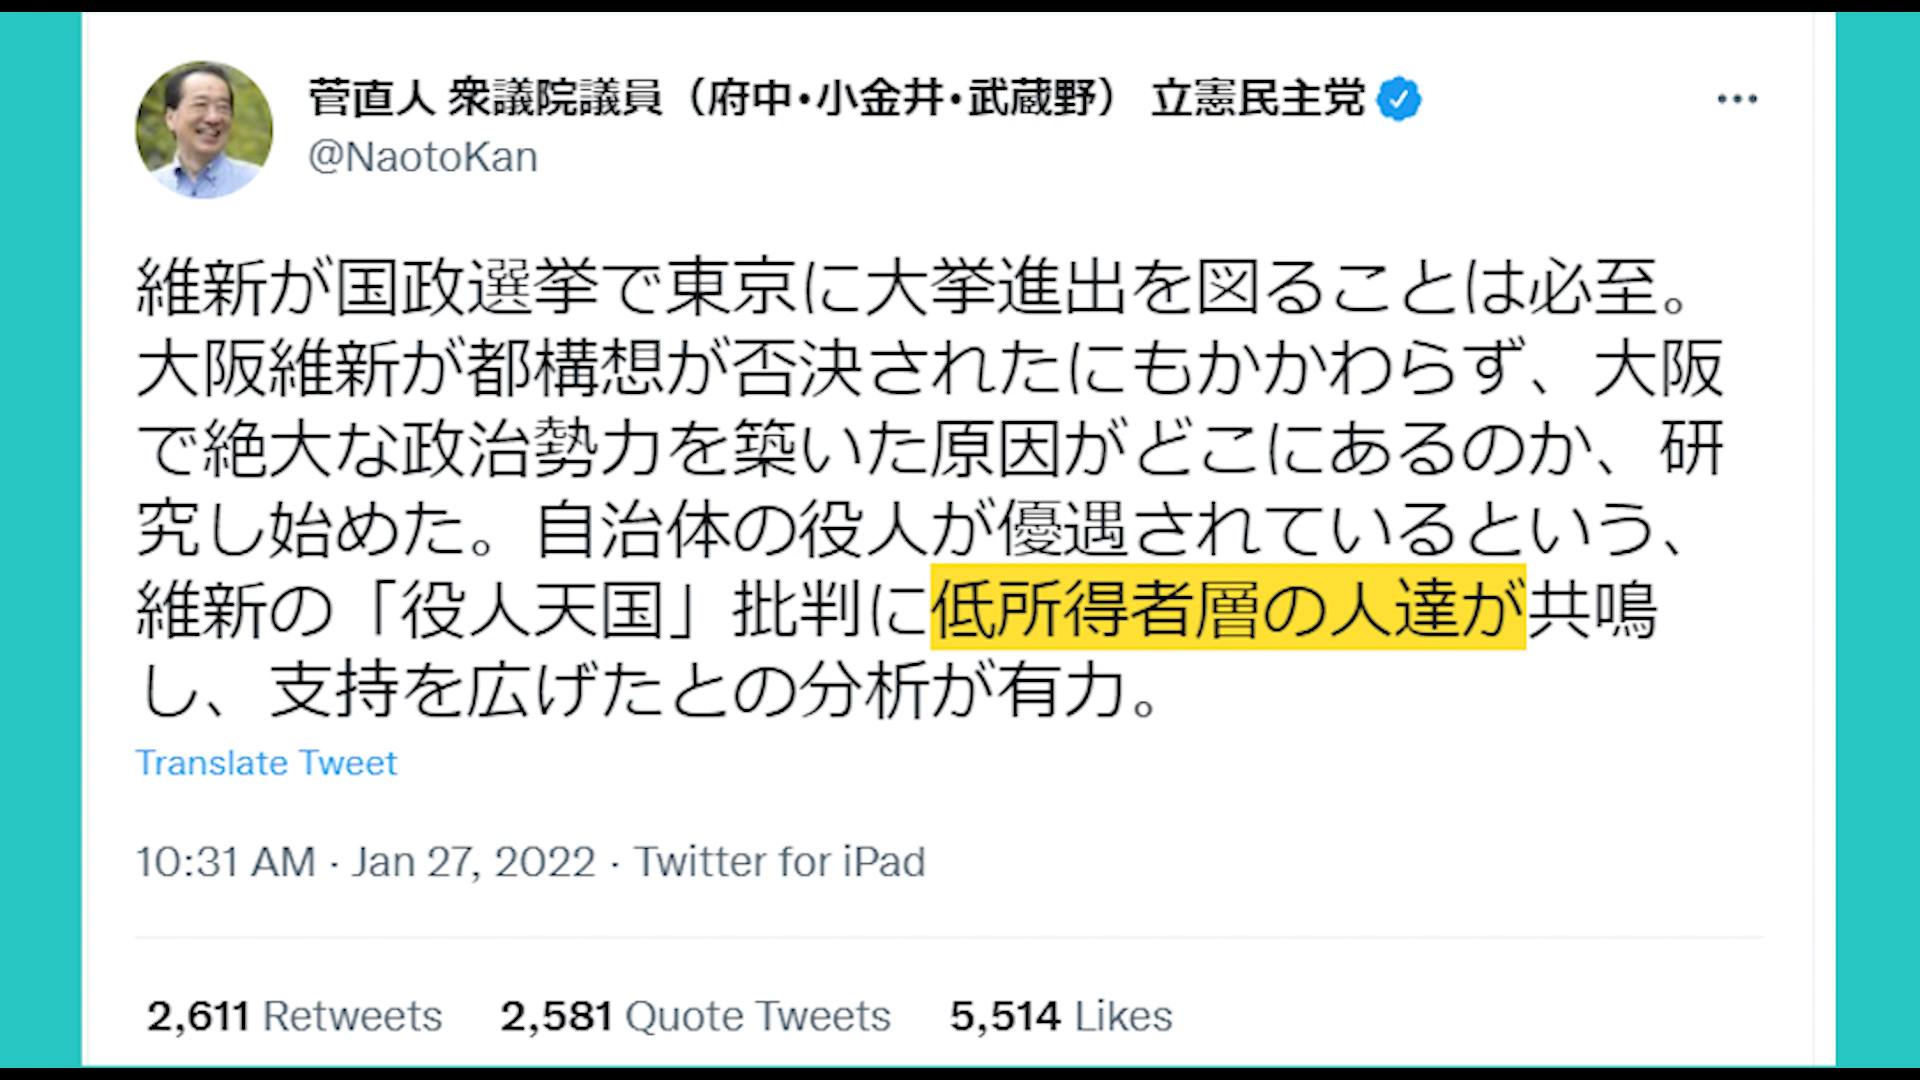 菅直人 衆議院議員（府中・小金井・武蔵野） 立憲民主党
@NaotoKan
維新が国政選挙で東京に大挙進出を図ることは必至。
大阪維新が都構想が否決されたにもかかわらず、大阪
で絶大な政治勢力を築いた原因がどこにあるのか、研
究し始めた。自治体の役人が優遇されているという、
維新の「役人天国」批判に低所得者層の人達が共鳴
し、支持を広げたとの分析が有力。
Translate Tweet
10:31 AM · Jan 27, 2022 · Twitter for iPad
2,611 Retweets 2,581 Quote Tweets 5,514 Likes